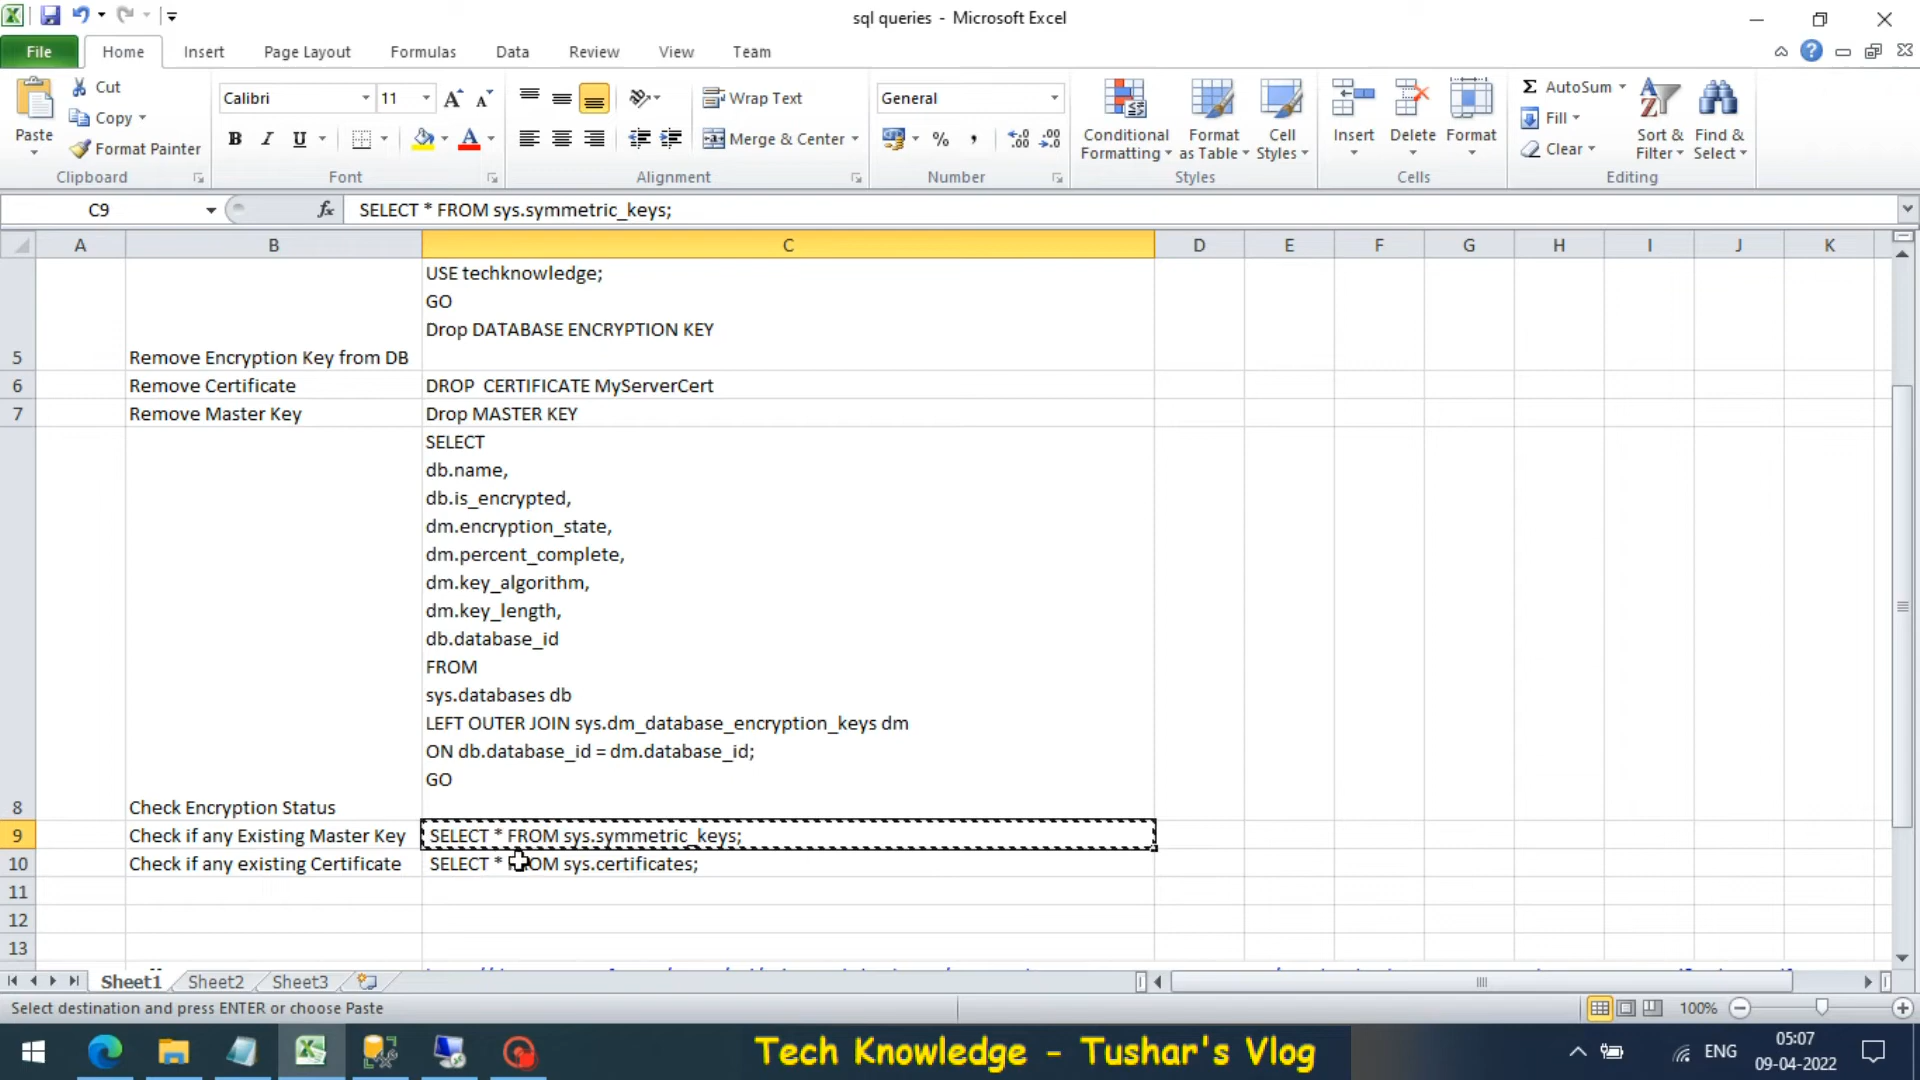 sql queries - Microsoft Excel
File Home Insert Page Layout Formulas Data Review View Team
Paste
Cut
Copy
Format Painter
Clipboard
Calibri 11
B I U
Font
Wrap Text
Merge & Center
Alignment
General
Number
Conditional Formatting
Format as Table
Cell Styles
Styles
Insert
Delete
Format
Cells
AutoSum
Fill
Clear
Sort & Filter
Find & Select
Editing
C9 fx SELECT * FROM sys.symmetric_keys;
A B C D E F G H I J K
USE techknowledge;
GO
Drop DATABASE ENCRYPTION KEY
5 Remove Encryption Key from DB
6 Remove Certificate DROP  CERTIFICATE MyServerCert
7 Remove Master Key Drop MASTER KEY
SELECT
db.name,
db.is_encrypted,
dm.encryption_state,
dm.percent_complete,
dm.key_algorithm,
dm.key_length,
db.database_id
FROM
sys.databases db
LEFT OUTER JOIN sys.dm_database_encryption_keys dm
ON db.database_id = dm.database_id;
GO
8 Check Encryption Status
9 Check if any Existing Master Key SELECT * FROM sys.symmetric_keys;
10 Check if any existing Certificate SELECT * FROM sys.certificates;
11
12
13
Sheet1 Sheet2 Sheet3
Select destination and press ENTER or choose Paste
100%
Tech Knowledge - Tushar's Vlog
ENG
05:07
09-04-2022